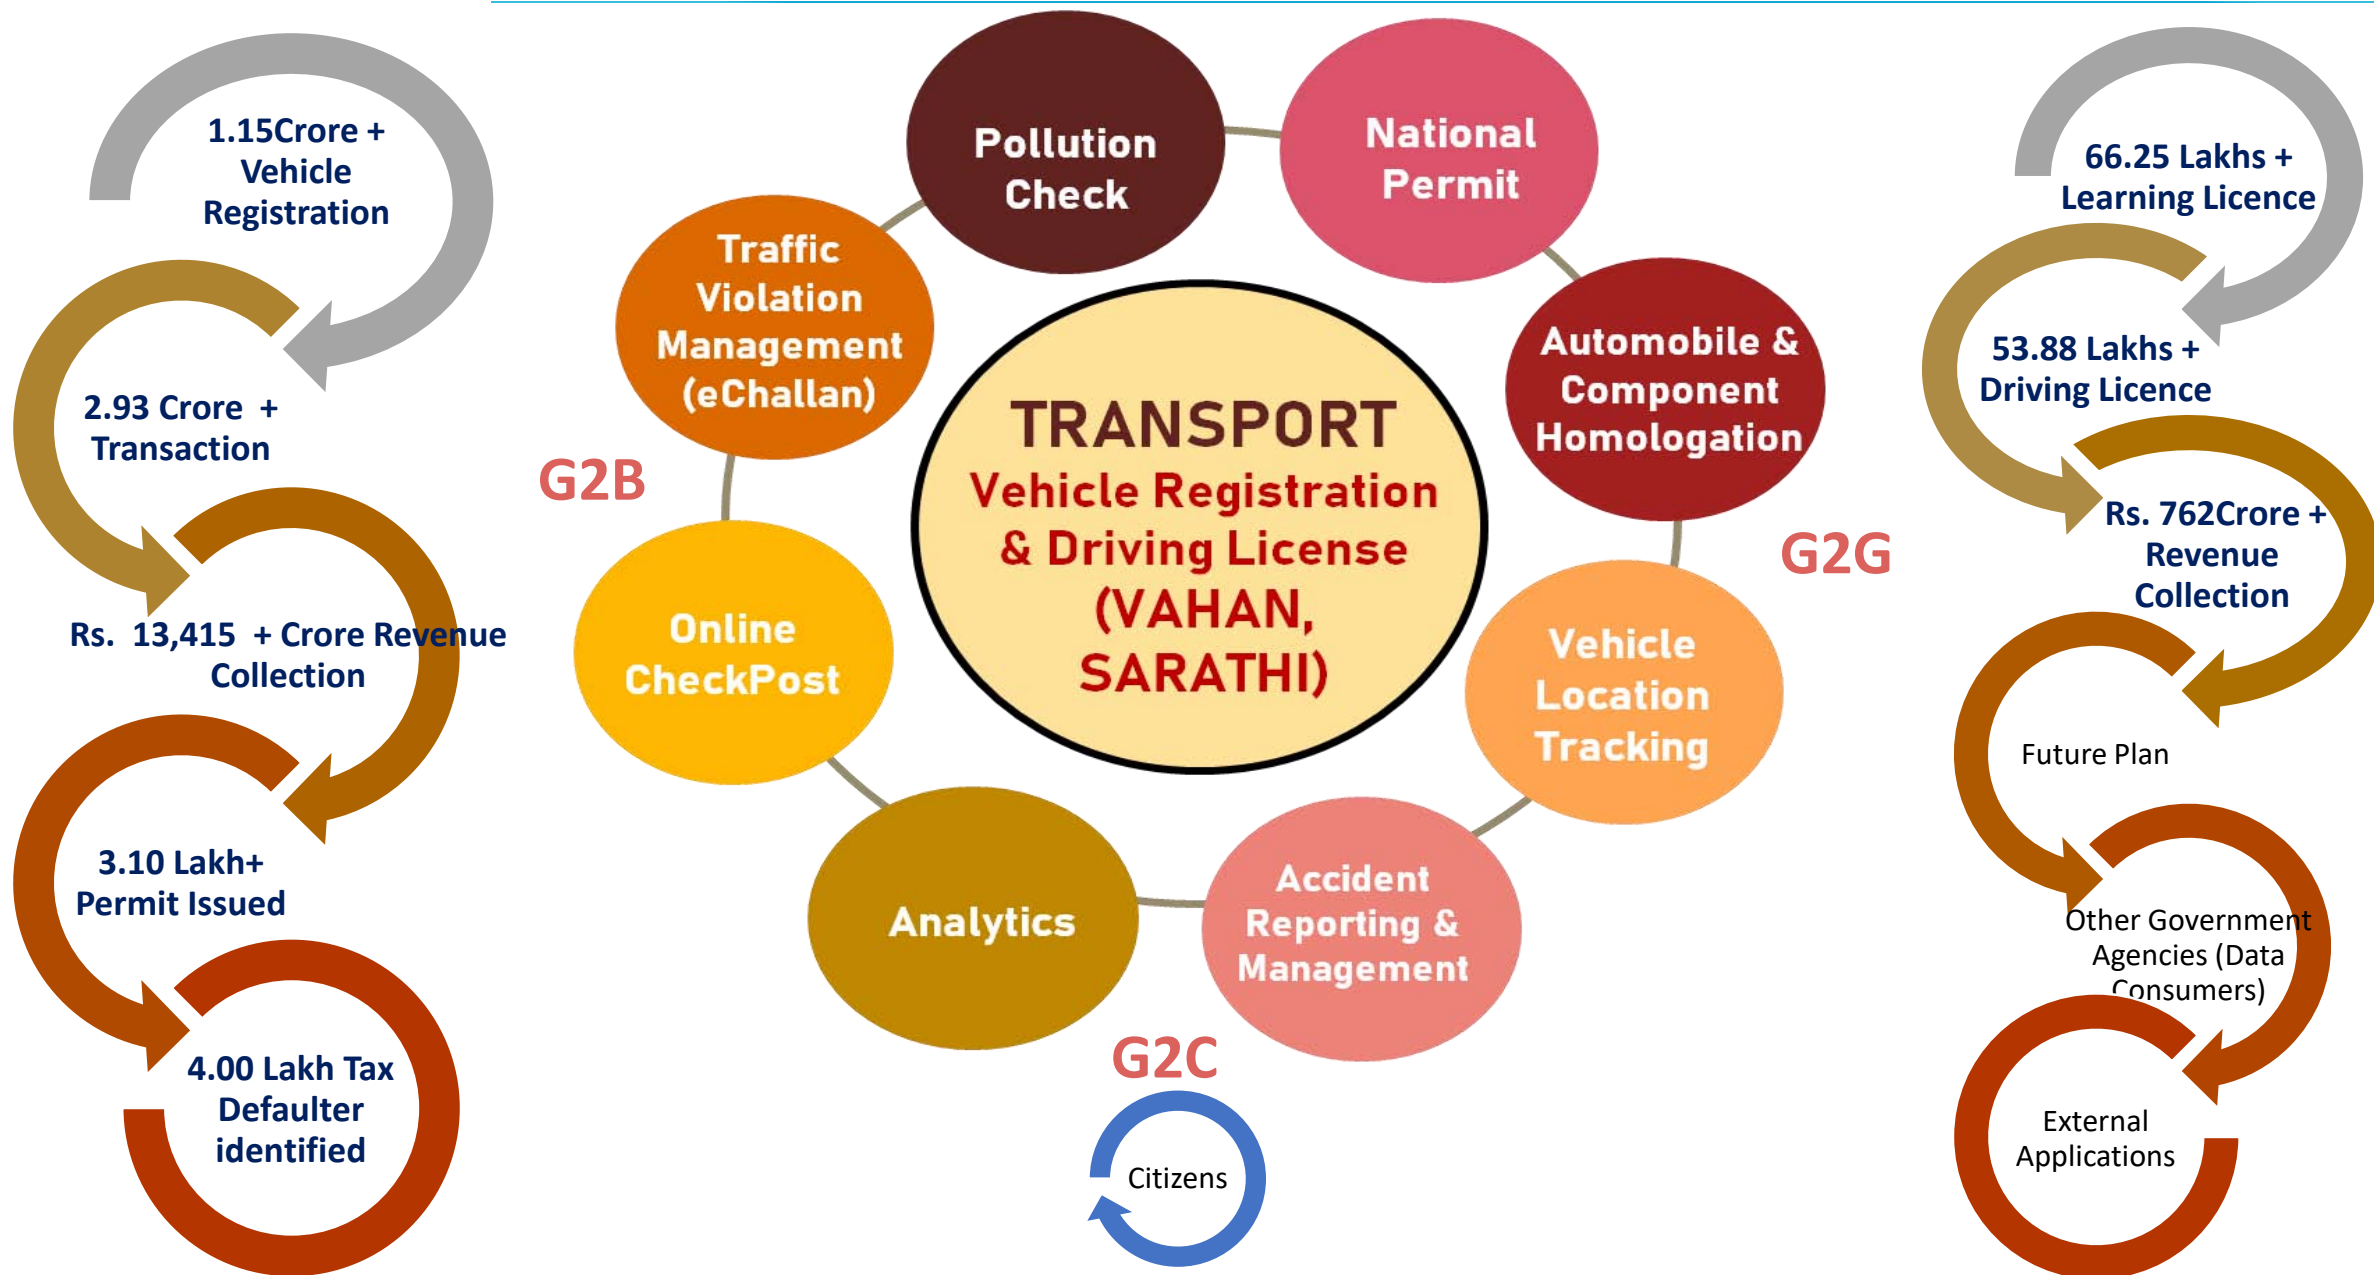 1.15Crore +
Vehicle
Registration
2.93 Crore +
Transaction
Rs. 13,415 + Crore Revenue
Collection
3.10 Lakh+
Permit Issued
4.00 Lakh Tax
Defaulter
identified
Pollution
Check
National
Permit
Traffic
Violation
Management
(eChallan)
Automobile &
Component
Homologation
TRANSPORT
Vehicle Registration
& Driving License
(VAHAN,
SARATHI)
G2B
G2G
Online
CheckPost
Vehicle
Location
Tracking
Analytics
Accident
Reporting &
Management
G2C
Citizens
66.25 Lakhs +
Learning Licence
53.88 Lakhs +
Driving Licence
Rs. 762Crore +
Revenue
Collection
Future Plan
Other Government
Agencies (Data
Consumers)
External
Applications